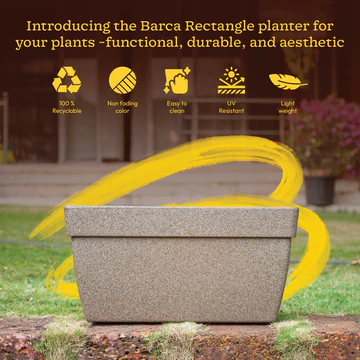 Introducing the Barca Rectangle planter for
your plants -functional, durable, and aesthetic
100 %
Recyclable
Non fading
color
Easy to
clean
UV
Resistant
Light
weight